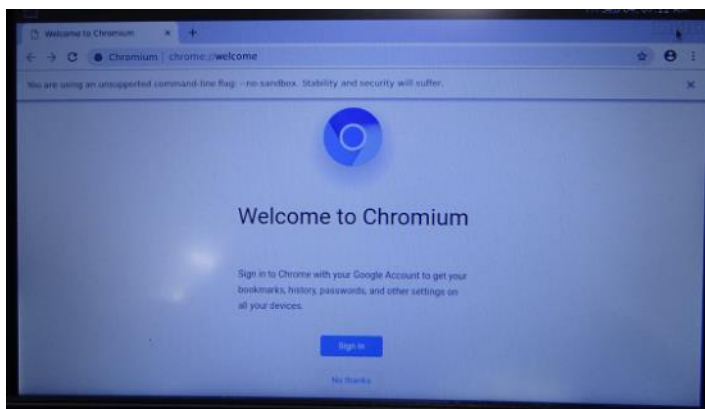 Welcome to Chromium
Chromium | chrome://welcome
You are using an unsupported command-line flag: --no-sandbox. Stability and security will suffer.
Welcome to Chromium
Sign in to Chrome with your Google Account to get your
bookmarks, history, passwords, and other settings on
all your devices.
Sign in
No thanks